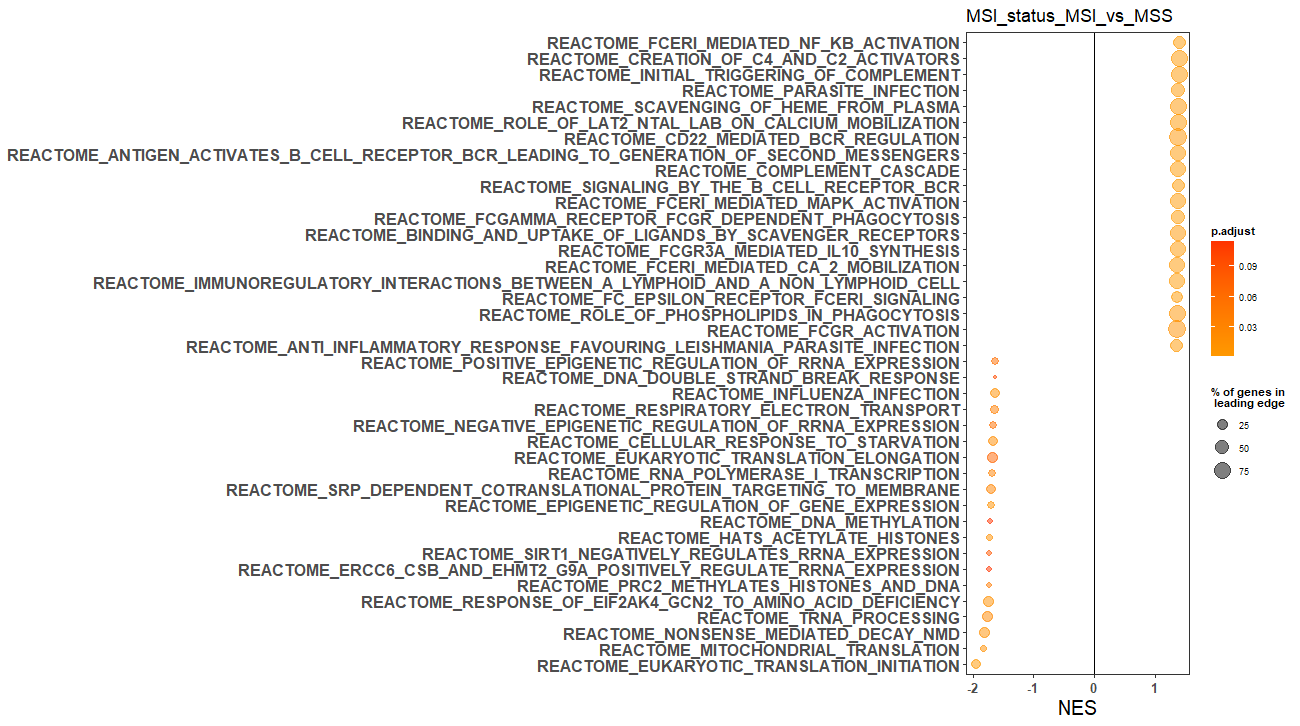 MSI_status_MSI_vs_MSS
REACTOME_FCERI_MEDIATED_NF_KB_ACTIVATION
REACTOME_CREATION_OF_C4_AND_C2_ACTIVATORS
REACTOME_INITIAL_TRIGGERING_OF_COMPLEMENT
REACTOME_PARASITE_INFECTION
REACTOME_SCAVENGING_OF_HEME_FROM_PLASMA
REACTOME_ROLE_OF_LAT2_NTAL_LAB_ON_CALCIUM_MOBILIZATION
REACTOME_CD22_MEDIATED_BCR_REGULATION
REACTOME_ANTIGEN_ACTIVATES_B_CELL_RECEPTOR_BCR_LEADING_TO_GENERATION_OF_SECOND_MESSENGERS
REACTOME_COMPLEMENT_CASCADE
REACTOME_SIGNALING_BY_THE_B_CELL_RECEPTOR_BCR
REACTOME_FCERI_MEDIATED_MAPK_ACTIVATION
REACTOME_FCGAMMA_RECEPTOR_FCGR_DEPENDENT_PHAGOCYTOSIS
REACTOME_BINDING_AND_UPTAKE_OF_LIGANDS_BY_SCAVENGER_RECEPTORS
REACTOME_FCGR3A_MEDIATED_IL10_SYNTHESIS
REACTOME_FCERI_MEDIATED_CA_2_MOBILIZATION
REACTOME_IMMUNOREGULATORY_INTERACTIONS_BETWEEN_A_LYMPHOID_AND_A_NON_LYMPHOID_CELL
REACTOME_FC_EPSILON_RECEPTOR_FCERI_SIGNALING
REACTOME_ROLE_OF_PHOSPHOLIPIDS_IN_PHAGOCYTOSIS
REACTOME_FCGR_ACTIVATION
REACTOME_ANTI_INFLAMMATORY_RESPONSE_FAVOURING_LEISHMANIA_PARASITE_INFECTION
REACTOME_POSITIVE_EPIGENETIC_REGULATION_OF_RRNA_EXPRESSION
REACTOME_DNA_DOUBLE_STRAND_BREAK_RESPONSE
REACTOME_INFLUENZA_INFECTION
REACTOME_RESPIRATORY_ELECTRON_TRANSPORT
REACTOME_NEGATIVE_EPIGENETIC_REGULATION_OF_RRNA_EXPRESSION
REACTOME_CELLULAR_RESPONSE_TO_STARVATION
REACTOME_EUKARYOTIC_TRANSLATION_ELONGATION
REACTOME_RNA_POLYMERASE_I_TRANSCRIPTION
REACTOME_SRP_DEPENDENT_COTRANSLATIONAL_PROTEIN_TARGETING_TO_MEMBRANE
REACTOME_EPIGENETIC_REGULATION_OF_GENE_EXPRESSION
REACTOME_DNA_METHYLATION
REACTOME_HATS_ACETYLATE_HISTONES
REACTOME_SIRT1_NEGATIVELY_REGULATES_RRNA_EXPRESSION
REACTOME_ERCC6_CSB_AND_EHMT2_G9A_POSITIVELY_REGULATE_RRNA_EXPRESSION
REACTOME_PRC2_METHYLATES_HISTONES_AND_DNA
REACTOME_RESPONSE_OF_EIF2AK4_GCN2_TO_AMINO_ACID_DEFICIENCY
REACTOME_TRNA_PROCESSING
REACTOME_NONSENSE_MEDIATED_DECAY_NMD
REACTOME_MITOCHONDRIAL_TRANSLATION
REACTOME_EUKARYOTIC_TRANSLATION_INITIATION
-2 -1 0 1
NES
p.adjust
0.09
0.06
0.03
% of genes in
leading edge
25
50
75